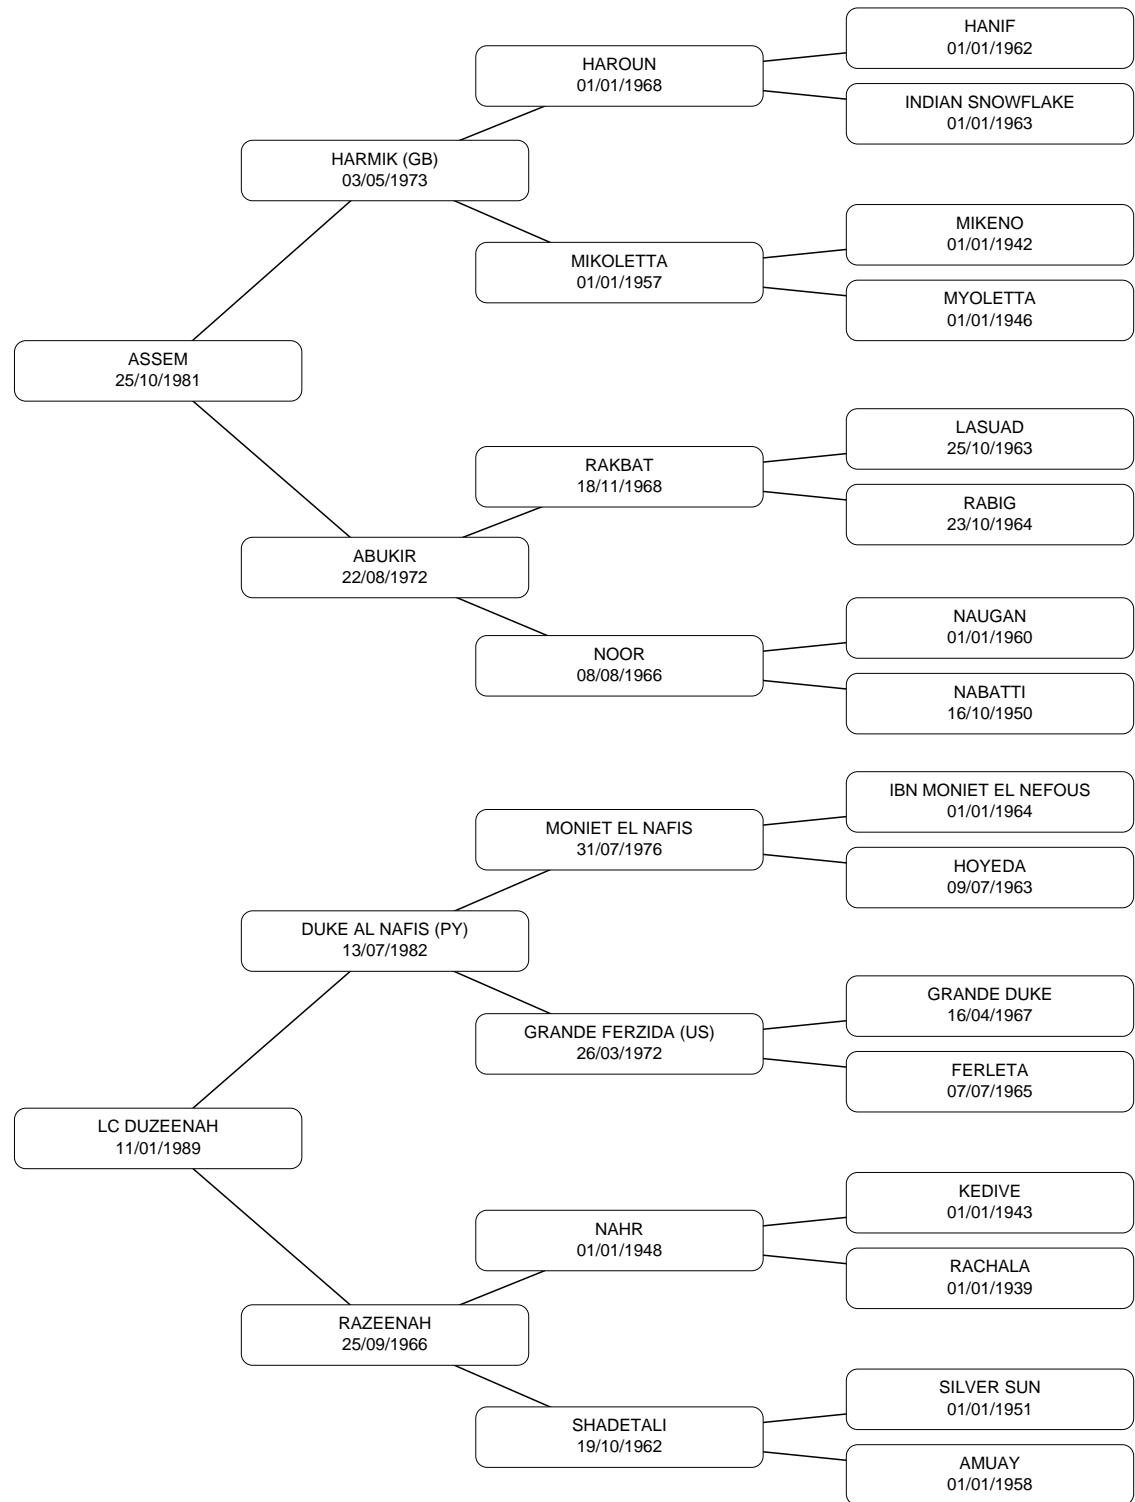 HANIF
01/01/1962
HAROUN
01/01/1968
INDIAN SNOWFLAKE
01/01/1963
HARMIK (GB)
03/05/1973
MIKENO
01/01/1942
MIKOLETTA
01/01/1957
MYOLETTA
01/01/1946
ASSEM
25/10/1981
LASUAD
25/10/1963
RAKBAT
18/11/1968
RABIG
23/10/1964
ABUKIR
22/08/1972
NAUGAN
01/01/1960
NOOR
08/08/1966
NABATTI
16/10/1950
IBN MONIET EL NEFOUS
01/01/1964
MONIET EL NAFIS
31/07/1976
HOYEDA
09/07/1963
DUKE AL NAFIS (PY)
13/07/1982
GRANDE DUKE
16/04/1967
GRANDE FERZIDA (US)
26/03/1972
FERLETA
07/07/1965
LC DUZEENAH
11/01/1989
KEDIVE
01/01/1943
NAHR
01/01/1948
RACHALA
01/01/1939
RAZEENAH
25/09/1966
SILVER SUN
01/01/1951
SHADETALI
19/10/1962
AMUAY
01/01/1958